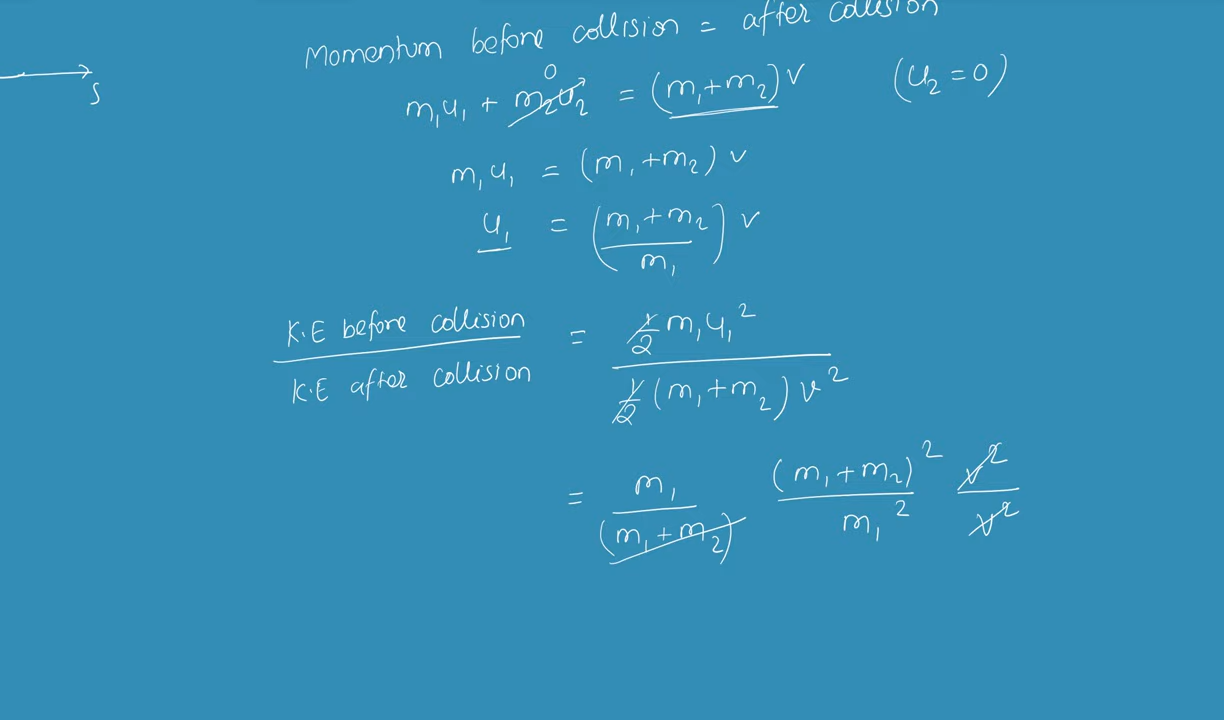 Momentum before collision = after collision
s
m₁u₁ + m₂u₂ 0 = (m₁+m₂)v (u₂=0)
m₁u₁ = (m₁+m₂)v
u₁ = (m₁+m₂/m₁)v
K.E before collision / K.E after collision = ½m₁u₁² / ½(m₁+m₂)v²
= m₁/(m₁+m₂) (m₁+m₂)²/m₁² v²/v²